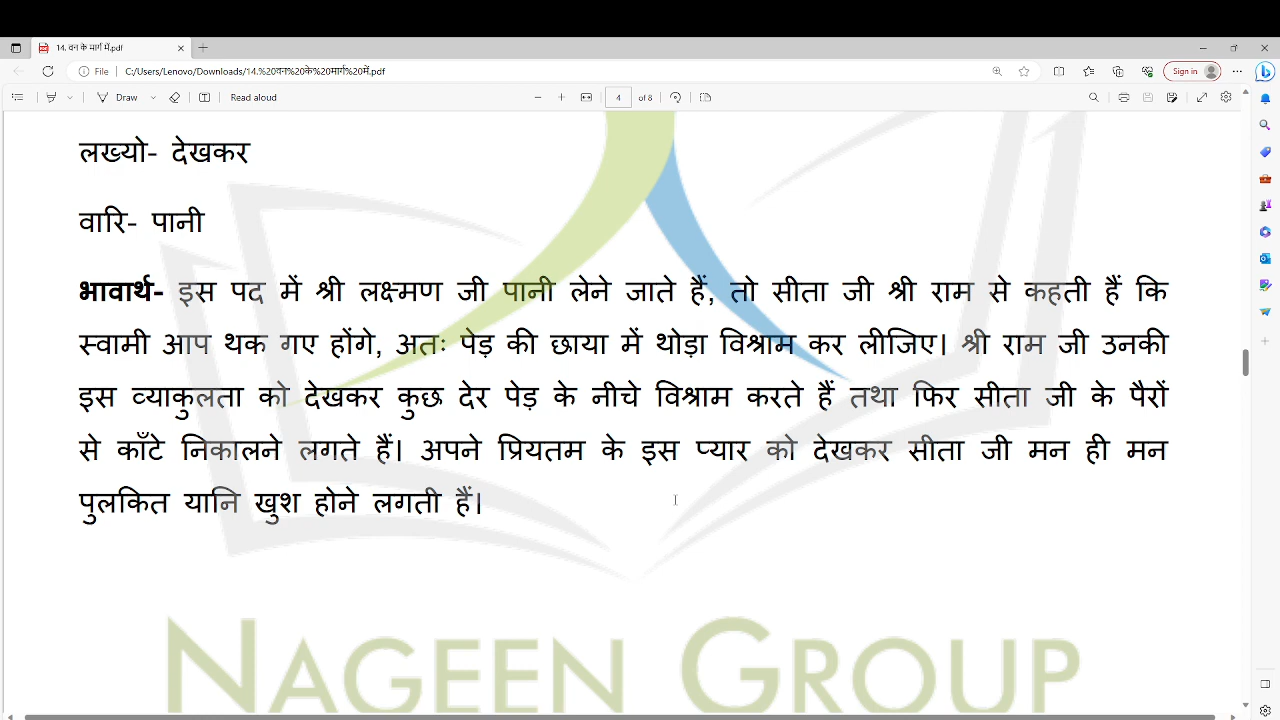 14. वन के मार्ग में.pdf
File C:/Users/Lenovo/Downloads/14.%20वन%20के%20मार्ग%20में.pdf Sign in
Draw Read aloud 4 of 8
लख्यो- देखकर
वारि- पानी
भावार्थ- इस पद में श्री लक्ष्मण जी पानी लेने जाते हैं, तो सीता जी श्री राम से कहती हैं कि
स्वामी आप थक गए होंगे, अतः पेड़ की छाया में थोड़ा विश्राम कर लीजिए। श्री राम जी उनकी
इस व्याकुलता को देखकर कुछ देर पेड़ के नीचे विश्राम करते हैं तथा फिर सीता जी के पैरों
से काँटे निकालने लगते हैं। अपने प्रियतम के इस प्यार को देखकर सीता जी मन ही मन
पुलकित यानि खुश होने लगती हैं।
NAGEEN GROUP